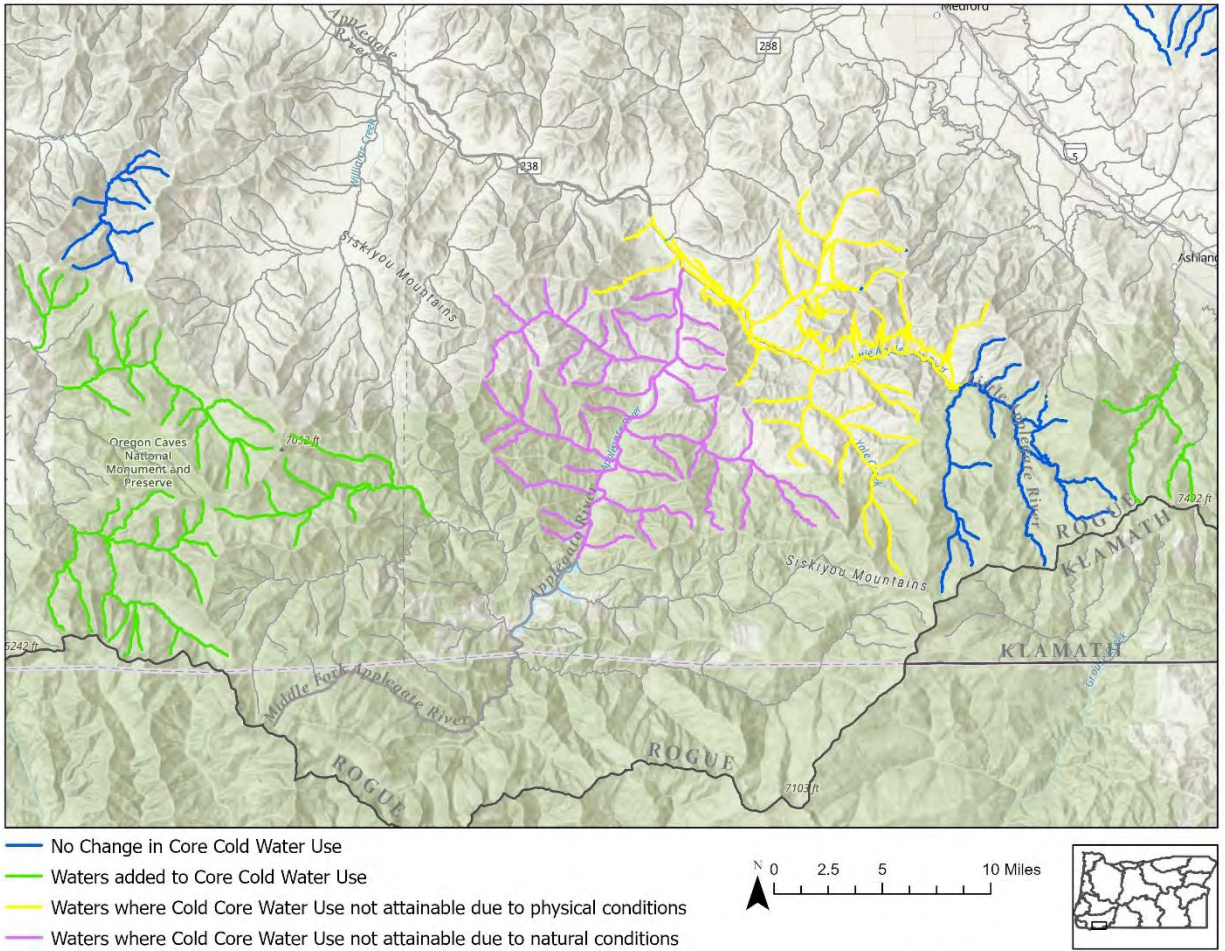 Medford
238
Applegate
River
Williams Creek
238
5
Siskiyou Mountains
Ashland
Little Applegate River
Oregon Caves
National
Monument and
Preserve
7052 ft
Applegate River
Yale Creek
Little Applegate River
7492 ft
ROGUE
KLAMATH
Applegate River
Siskiyou Mountains
6242 ft
KLAMATH
Grouse Creek
Middle Fork Applegate River
ROGUE
ROGUE
7103 ft
No Change in Core Cold Water Use
Waters added to Core Cold Water Use
Waters where Cold Core Water Use not attainable due to physical conditions
Waters where Cold Core Water Use not attainable due to natural conditions
N
0 2.5 5 10 Miles